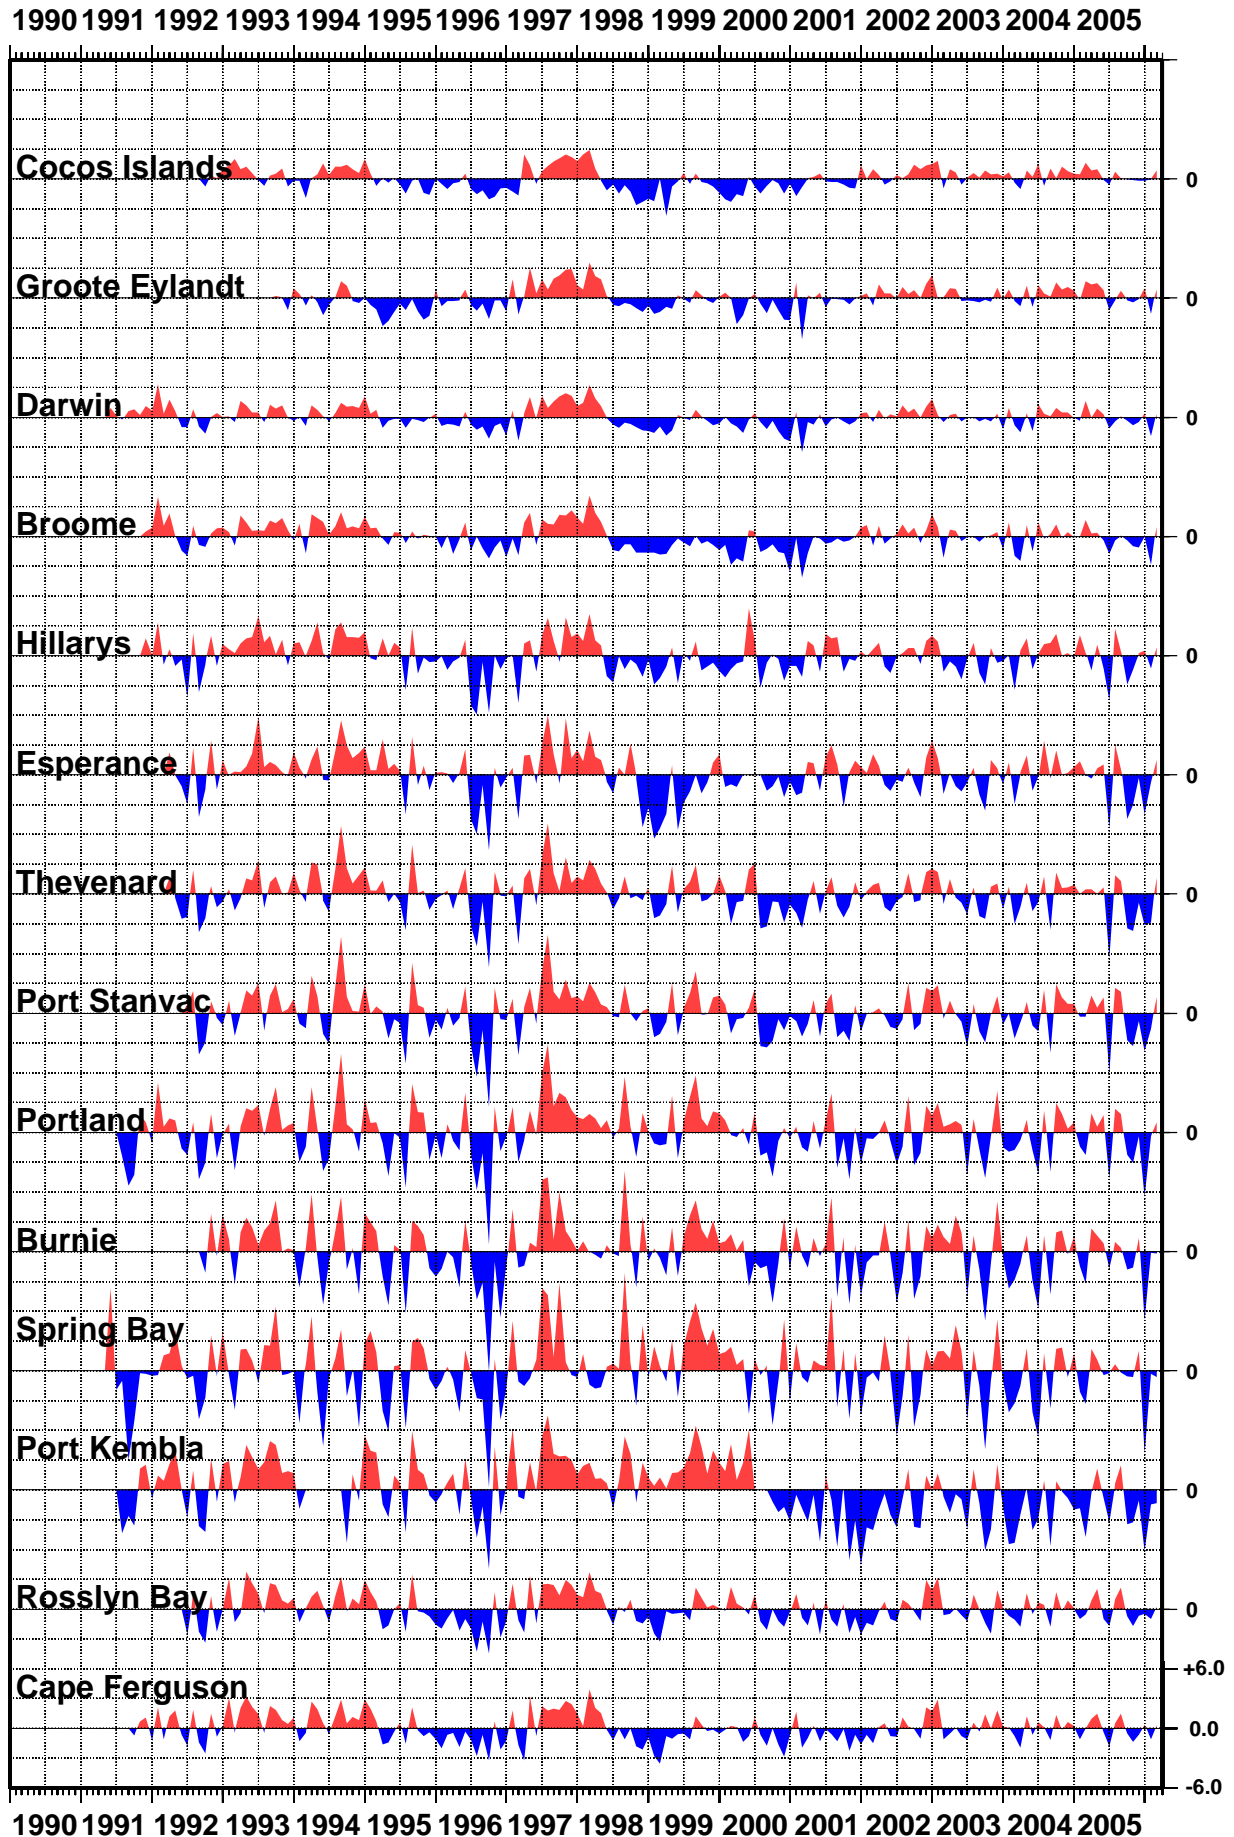 1990 1991 1992 1993 1994 1995 1996 1997 1998 1999 2000 2001 2002 2003 2004 2005
Cocos Islands 0
Groote Eylandt 0
Darwin 0
Broome 0
Hillarys 0
Esperance 0
Thevenard 0
Port Stanvac 0
Portland 0
Burnie 0
Spring Bay 0
Port Kembla 0
Rosslyn Bay 0
+6.0
Cape Ferguson 0.0
-6.0
1990 1991 1992 1993 1994 1995 1996 1997 1998 1999 2000 2001 2002 2003 2004 2005